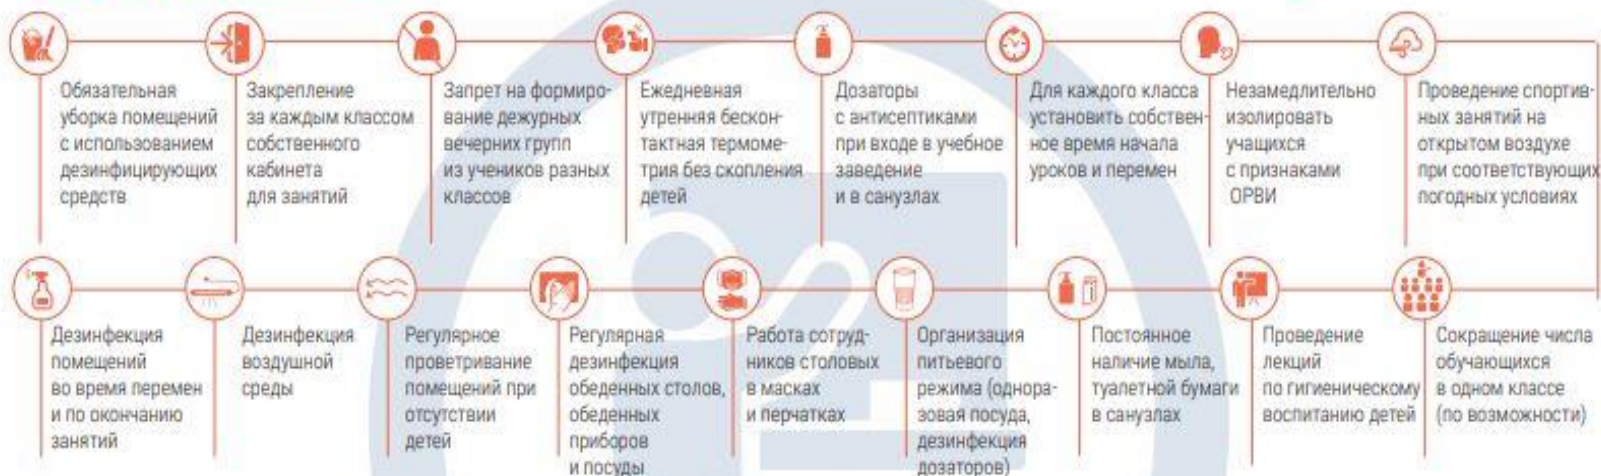 Обязательная
уборка помещений
с использованием
дезинфицирующих
средств
Закрепление
за каждым классом
собственного
кабинета
для занятий
Запрет на формиро-
вание дежурных
вечерних групп
из учеников разных
классов
Ежедневная
утренняя бескон-
тактная термоме-
трия без скопления
детей
Дозаторы
с антисептиками
при входе в учебное
заведение
и в санузлах
Для каждого класса
установить собствен-
ное время начала
уроков и перемен
Незамедлительно
изолировать
учащихся
с признаками
ОРВИ
Проведение спортив-
ных занятий на
открытом воздухе
при соответствующих
погодных условиях
Дезинфекция
помещений
во время перемен
и по окончанию
занятий
Дезинфекция
воздушной
среды
Регулярное
проветривание
помещений при
отсутствии
детей
Регулярная
дезинфекция
обеденных столов,
обеденных
приборов
и посуды
Работа сотруд-
ников столовых
в масках
и перчатках
Организация
питьевого
режима (однора-
зовая посуда,
дезинфекция
дозаторов)
Постоянное
наличие мыла,
туалетной бумаги
в санузлах
Проведение
лекций
по гигиеническому
воспитанию детей
Сокращение числа
обучающихся
в одном классе
(по возможности)